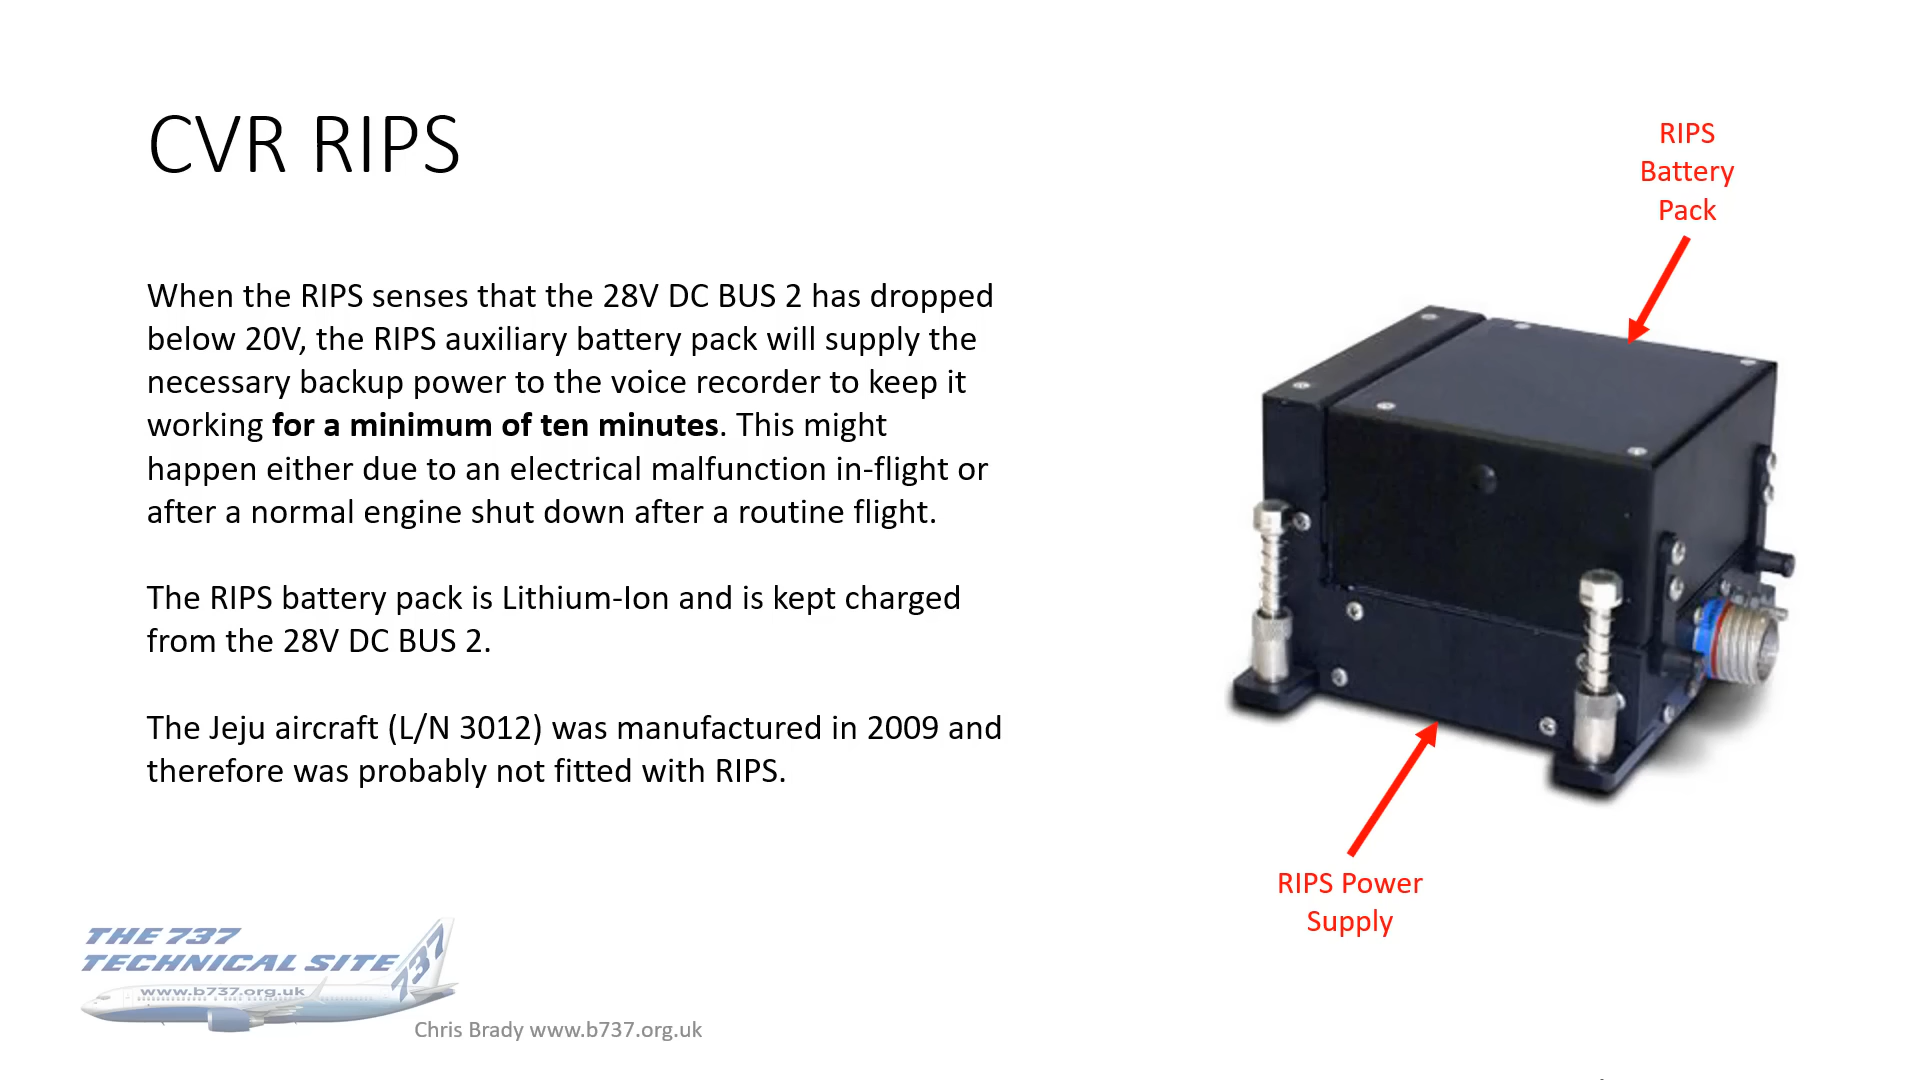 CVR RIPS
When the RIPS senses that the 28V DC BUS 2 has dropped
below 20V, the RIPS auxiliary battery pack will supply the
necessary backup power to the voice recorder to keep it
working for a minimum of ten minutes. This might
happen either due to an electrical malfunction in-flight or
after a normal engine shut down after a routine flight.
The RIPS battery pack is Lithium-Ion and is kept charged
from the 28V DC BUS 2.
The Jeju aircraft (L/N 3012) was manufactured in 2009 and
therefore was probably not fitted with RIPS.
RIPS
Battery
Pack
RIPS Power
Supply
THE 737
TECHNICAL SITE
737
www.b737.org.uk
Chris Brady www.b737.org.uk